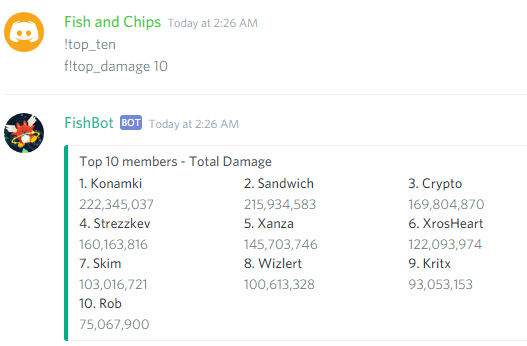 Fish and Chips Today at 2:26 AM
!top_ten
f!top_damage 10
FishBot BOT Today at 2:26 AM
Top 10 members - Total Damage
1. Konamki 2. Sandwich 3. Crypto
222,345,037 215,934,583 169,804,870
4. Strezzkev 5. Xanza 6. XrosHeart
160,163,816 145,703,746 122,093,974
7. Skim 8. Wizlert 9. Kritx
103,016,721 100,613,328 93,053,153
10. Rob
75,067,900